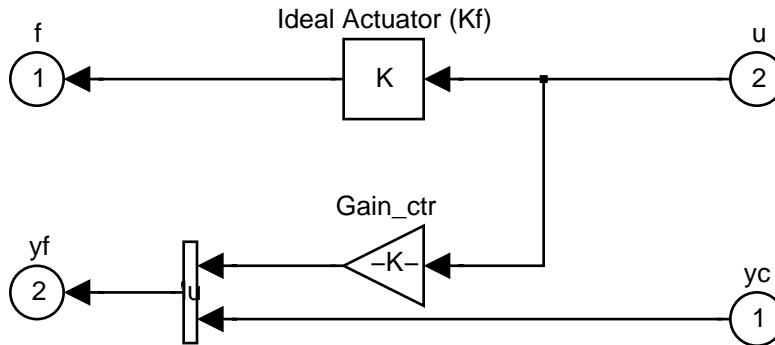 Ideal Actuator (Kf)
f
u
1
K
2
Gain_ctr
yf
−K−
yc
2
1